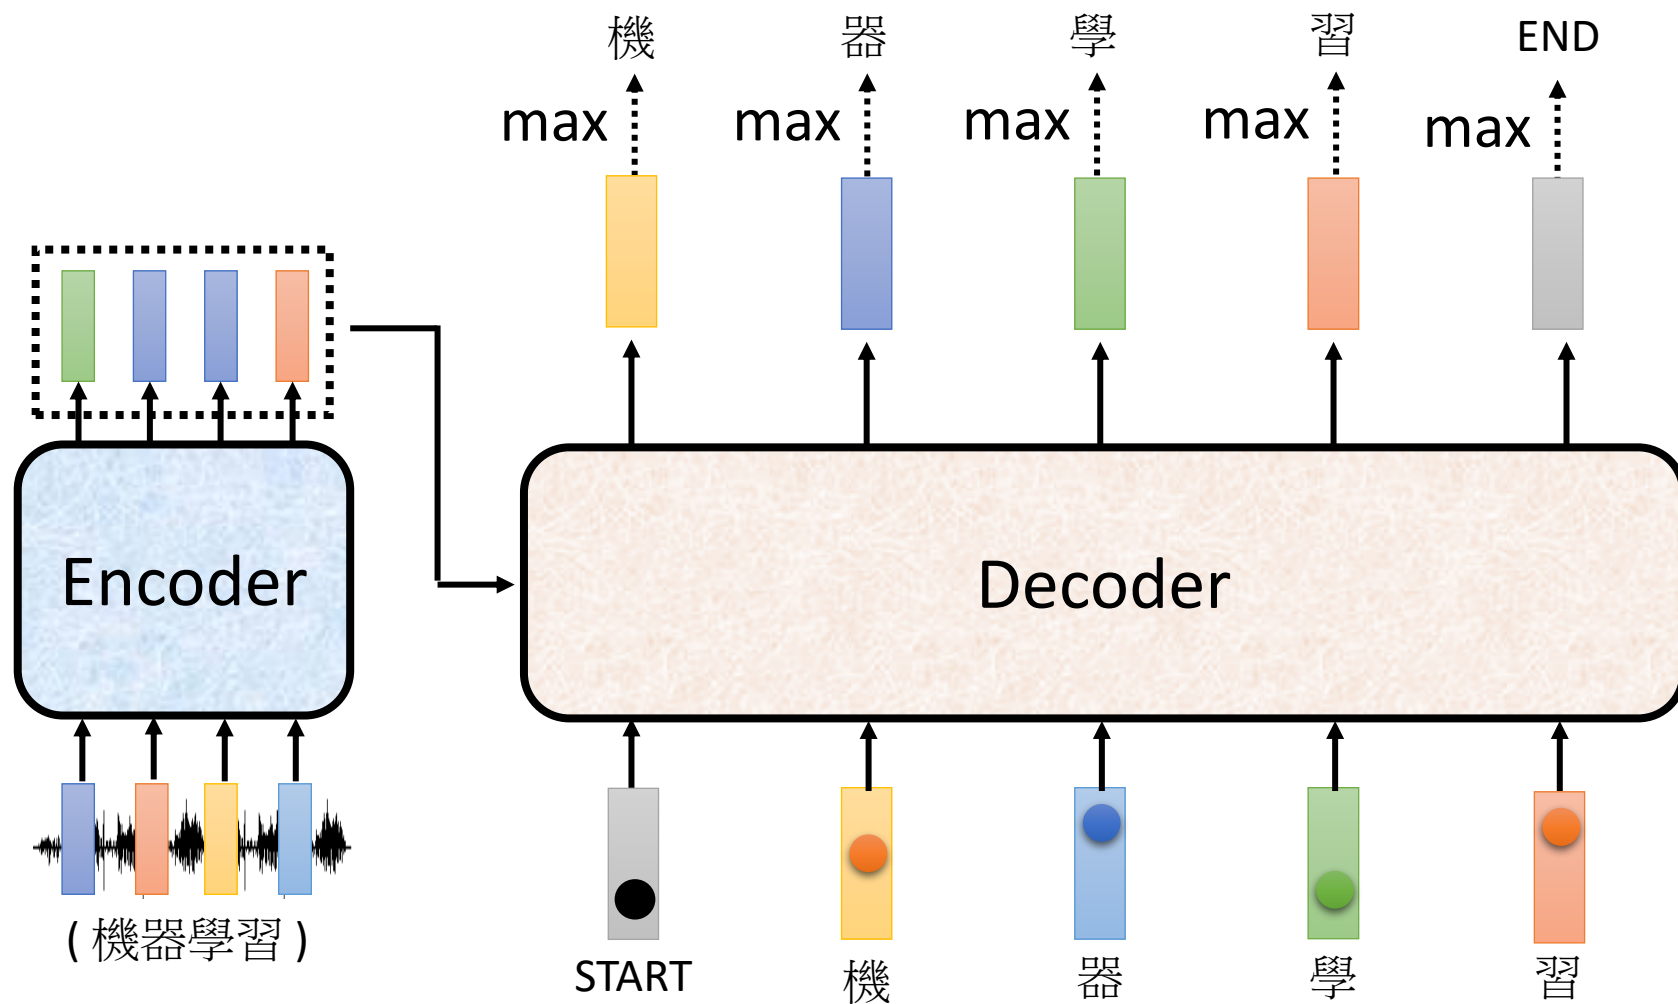 機 器 學 習 END
max max max max max
Encoder
Decoder
( 機器學習 )
START 機 器 學 習